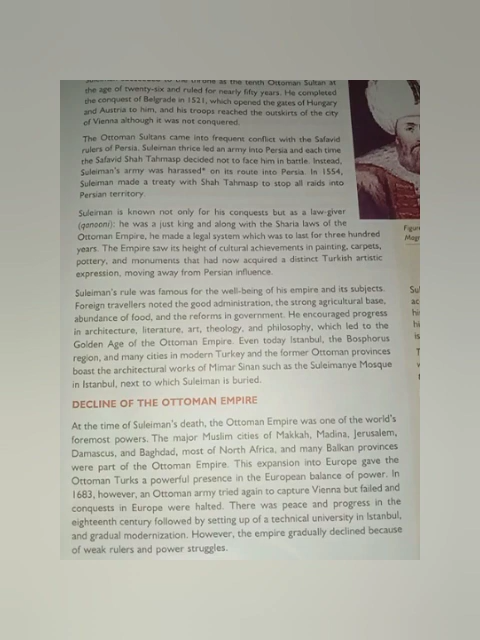 Suleiman succeeded to the throne as the tenth Ottoman Sultan at
the age of twenty-six and ruled for nearly fifty years. He completed
the conquest of Belgrade in 1521, which opened the gates of Hungary
and Austria to him, and his troops reached the outskirts of the city
of Vienna although it was not conquered.
The Ottoman Sultans came into frequent conflict with the Safavid
rulers of Persia. Suleiman thrice led an army into Persia and each time
the Safavid Shah Tahmasp decided not to face him in battle. Instead,
Suleiman's army was harassed* on its route into Persia. In 1554,
Suleiman made a treaty with Shah Tahmasp to stop all raids into
Persian territory.
Suleiman is known not only for his conquests but as a law-giver
(qanooni); he was a just king and along with the Sharia laws of the
Ottoman Empire, he made a legal system which was to last for three hundred
years. The Empire saw its height of cultural achievements in painting, carpets,
pottery, and monuments that had now acquired a distinct Turkish artistic
expression, moving away from Persian influence.
Suleiman's rule was famous for the well-being of his empire and its subjects.
Foreign travellers noted the good administration, the strong agricultural base,
abundance of food, and the reforms in government. He encouraged progress
in architecture, literature, art, theology, and philosophy, which led to the
Golden Age of the Ottoman Empire. Even today Istanbul, the Bosphorus
region, and many cities in modern Turkey and the former Ottoman provinces
boast the architectural works of Mimar Sinan such as the Suleimanye Mosque
in Istanbul, next to which Suleiman is buried.
DECLINE OF THE OTTOMAN EMPIRE
At the time of Suleiman's death, the Ottoman Empire was one of the world's
foremost powers. The major Muslim cities of Makkah, Madina, Jerusalem,
Damascus, and Baghdad, most of North Africa, and many Balkan provinces
were part of the Ottoman Empire. This expansion into Europe gave the
Ottoman Turks a powerful presence in the European balance of power. In
1683, however, an Ottoman army tried again to capture Vienna but failed and
conquests in Europe were halted. There was peace and progress in the
eighteenth century followed by setting up of a technical university in Istanbul,
and gradual modernization. However, the empire gradually declined because
of weak rulers and power struggles.